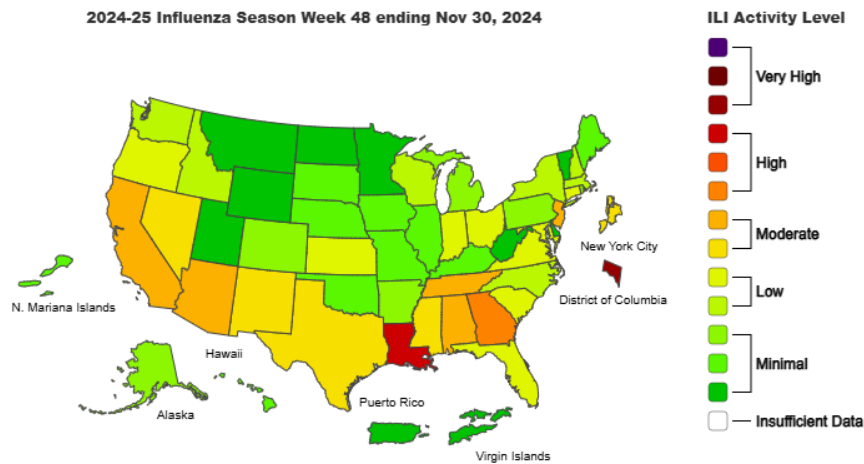 2024-25 Influenza Season Week 48 ending Nov 30, 2024
ILI Activity Level
Very High
High
Moderate
New York City
Low
District of Columbia
N. Mariana Islands
Hawaii
Minimal
Alaska
Puerto Rico
Insufficient Data
Virgin Islands